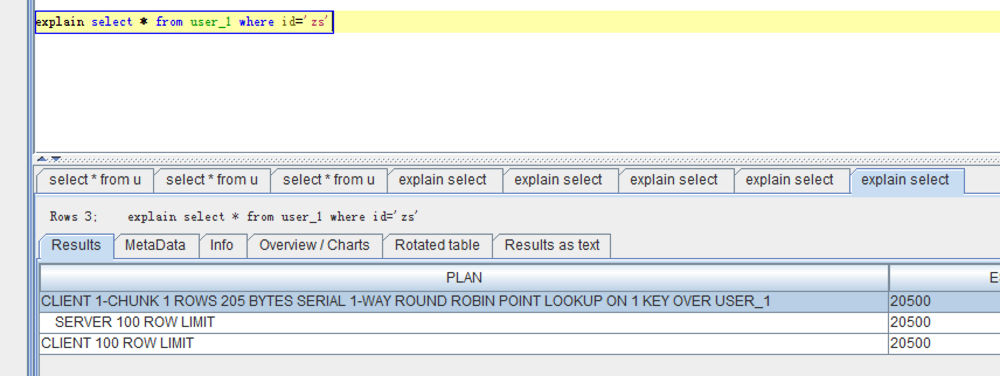 explain select * from user_1 where id='zs'
select * from u select * from u select * from u explain select explain select explain select explain select explain select
Rows 3; explain select * from user_1 where id='zs'
Results MetaData Info Overview / Charts Rotated table Results as text
PLAN
CLIENT 1-CHUNK 1 ROWS 205 BYTES SERIAL 1-WAY ROUND ROBIN POINT LOOKUP ON 1 KEY OVER USER_1 20500
SERVER 100 ROW LIMIT 20500
CLIENT 100 ROW LIMIT 20500